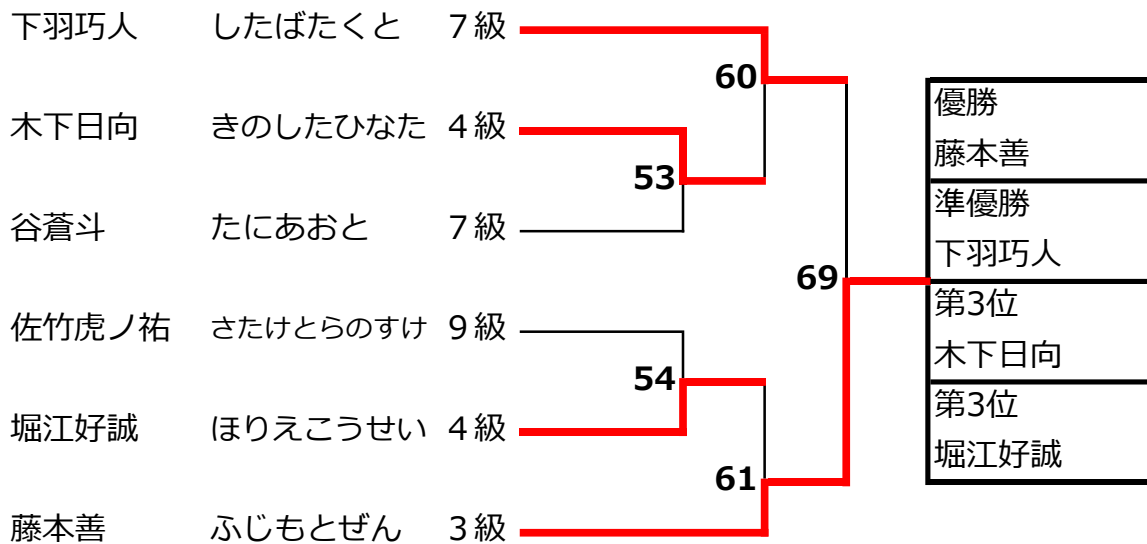 下羽巧人 したばたくと 7級
60
優勝
木下日向 きのしたひなた 4級
藤本善
53
準優勝
谷蒼斗 たにあおと 7級
下羽巧人
69
第3位
佐竹虎ノ祐 さたけとらのすけ 9級
木下日向
54
第3位
堀江好誠 ほりえこうせい 4級
堀江好誠
61
藤本善 ふじもとぜん 3級